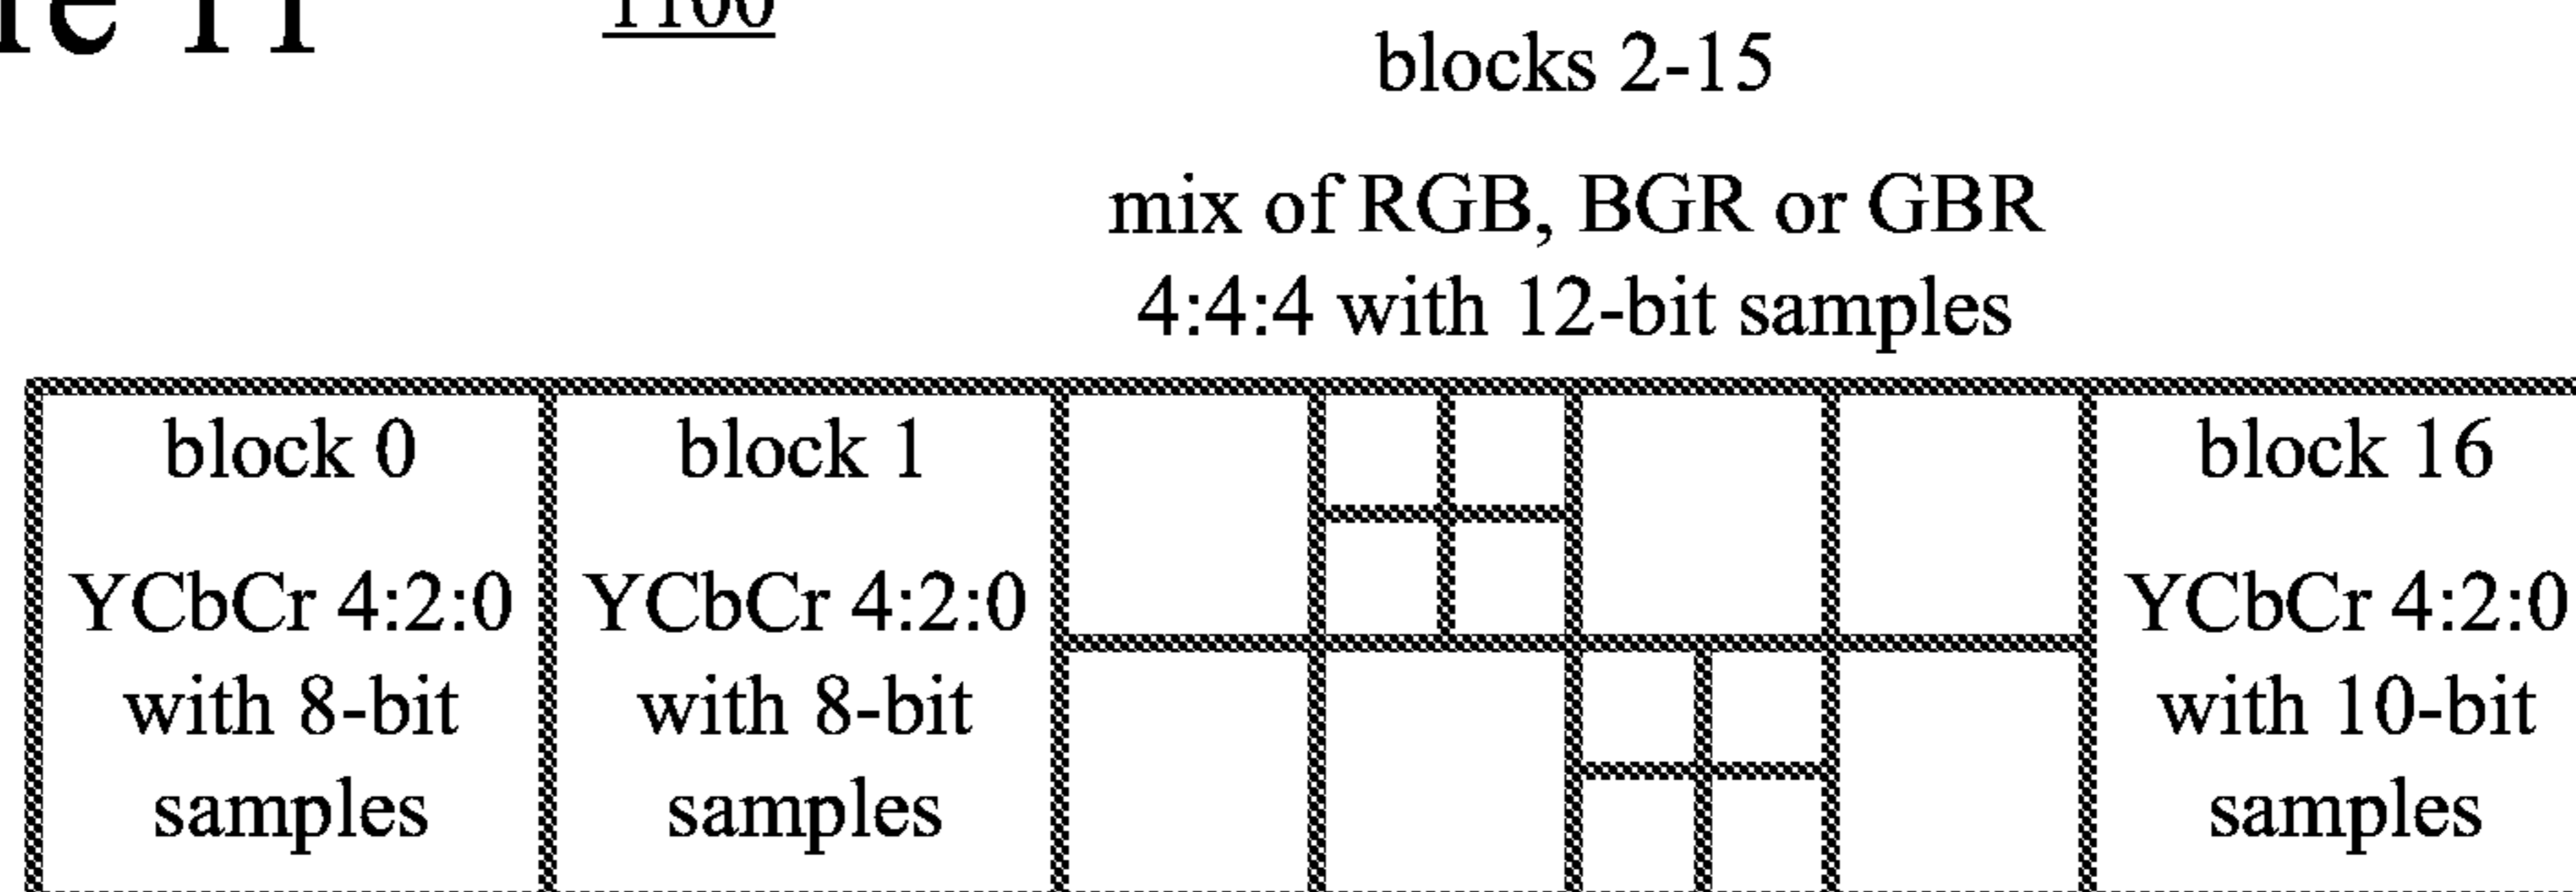 11
1100
blocks 2-15
mix of RGB, BGR or GBR
4:4:4 with 12-bit samples
block 0
YCbCr 4:2:0
with 8-bit
samples
block 1
YCbCr 4:2:0
with 8-bit
samples
block 16
YCbCr 4:2:0
with 10-bit
samples